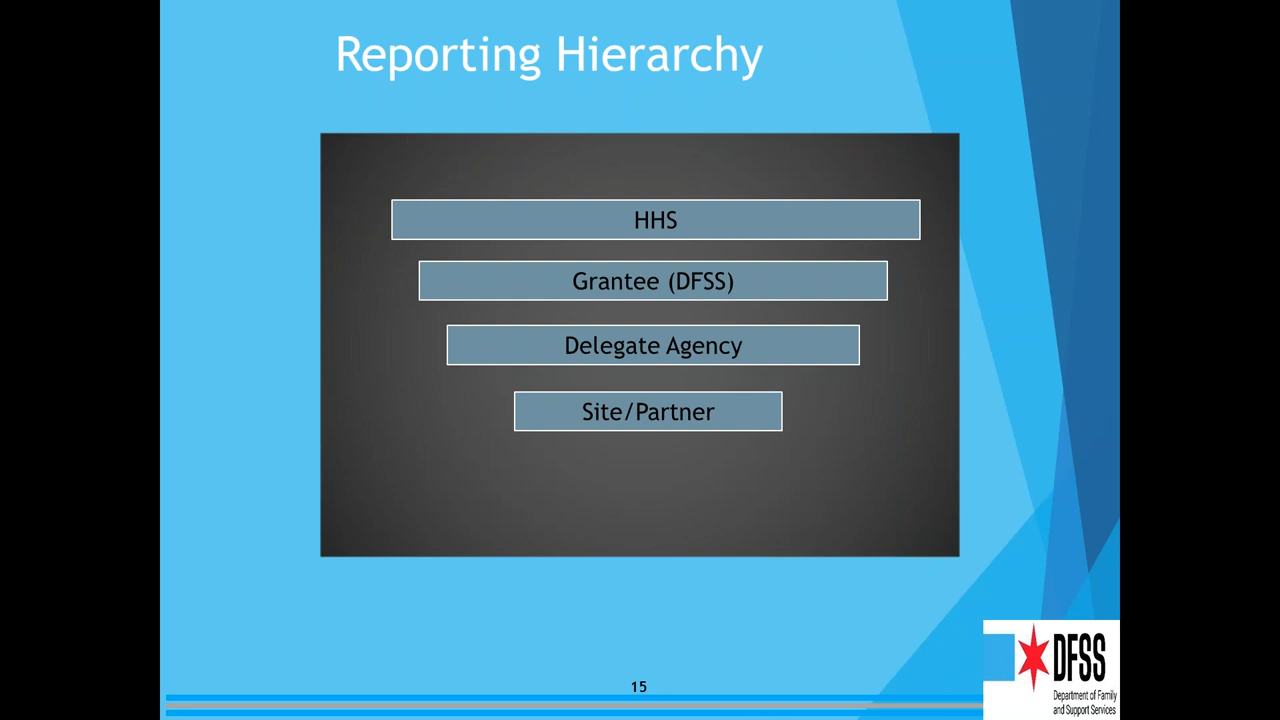 Reporting Hierarchy
HHS
Grantee (DFSS)
Delegate Agency
Site/Partner
15
DFSS
Department of Family
and Support Services